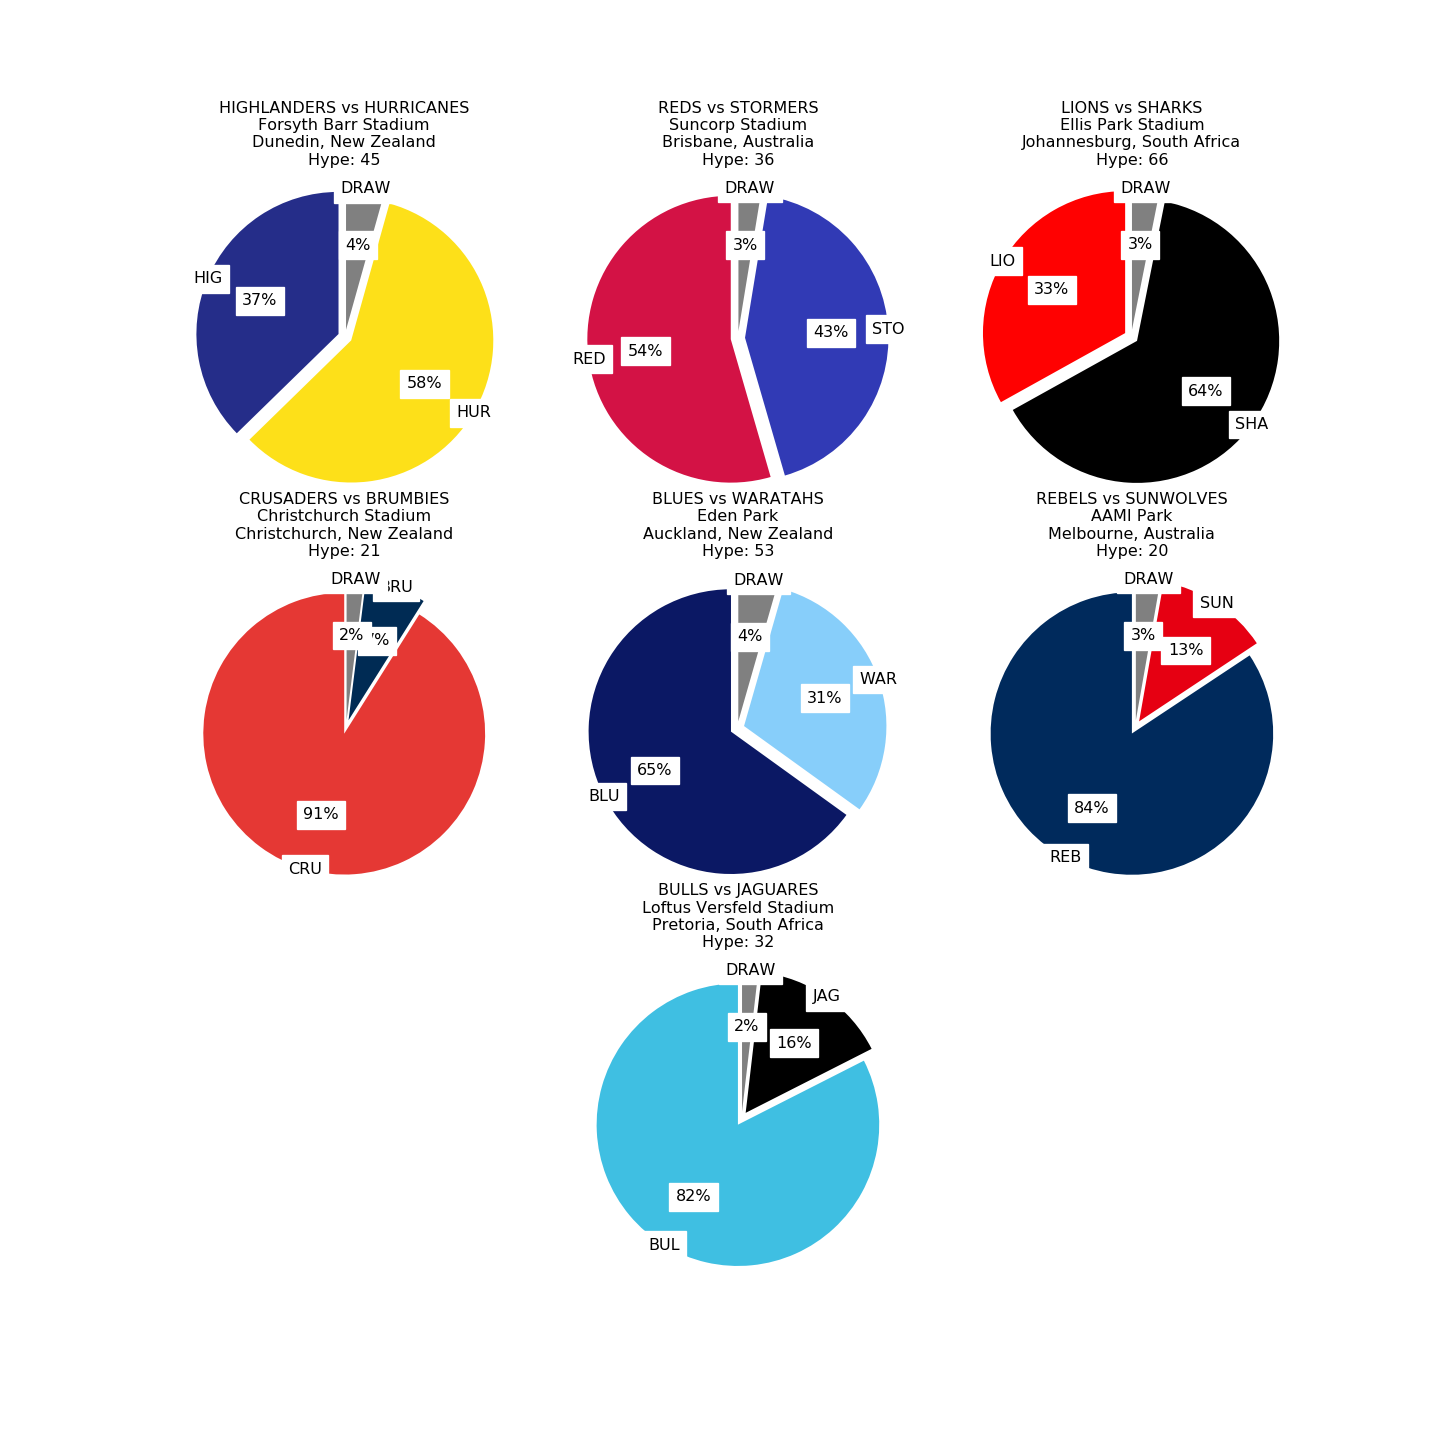 HIGHLANDERS vs HURRICANES
Forsyth Barr Stadium
Dunedin, New Zealand
Hype: 45
DRAW
4%
HIG
37%
58%
HUR
REDS vs STORMERS
Suncorp Stadium
Brisbane, Australia
Hype: 36
DRAW
3%
43%
STO
54%
RED
LIONS vs SHARKS
Ellis Park Stadium
Johannesburg, South Africa
Hype: 66
DRAW
3%
LIO
33%
64%
SHA
CRUSADERS vs BRUMBIES
Christchurch Stadium
Christchurch, New Zealand
Hype: 21
DRAW
2%
91%
CRU
BLUES vs WARATAHS
Eden Park
Auckland, New Zealand
Hype: 53
DRAW
4%
WAR
31%
65%
BLU
REBELS vs SUNWOLVES
AAMI Park
Melbourne, Australia
Hype: 20
DRAW
SUN
3%
13%
84%
REB
BULLS vs JAGUARES
Loftus Versfeld Stadium
Pretoria, South Africa
Hype: 32
DRAW
JAG
2%
16%
82%
BUL